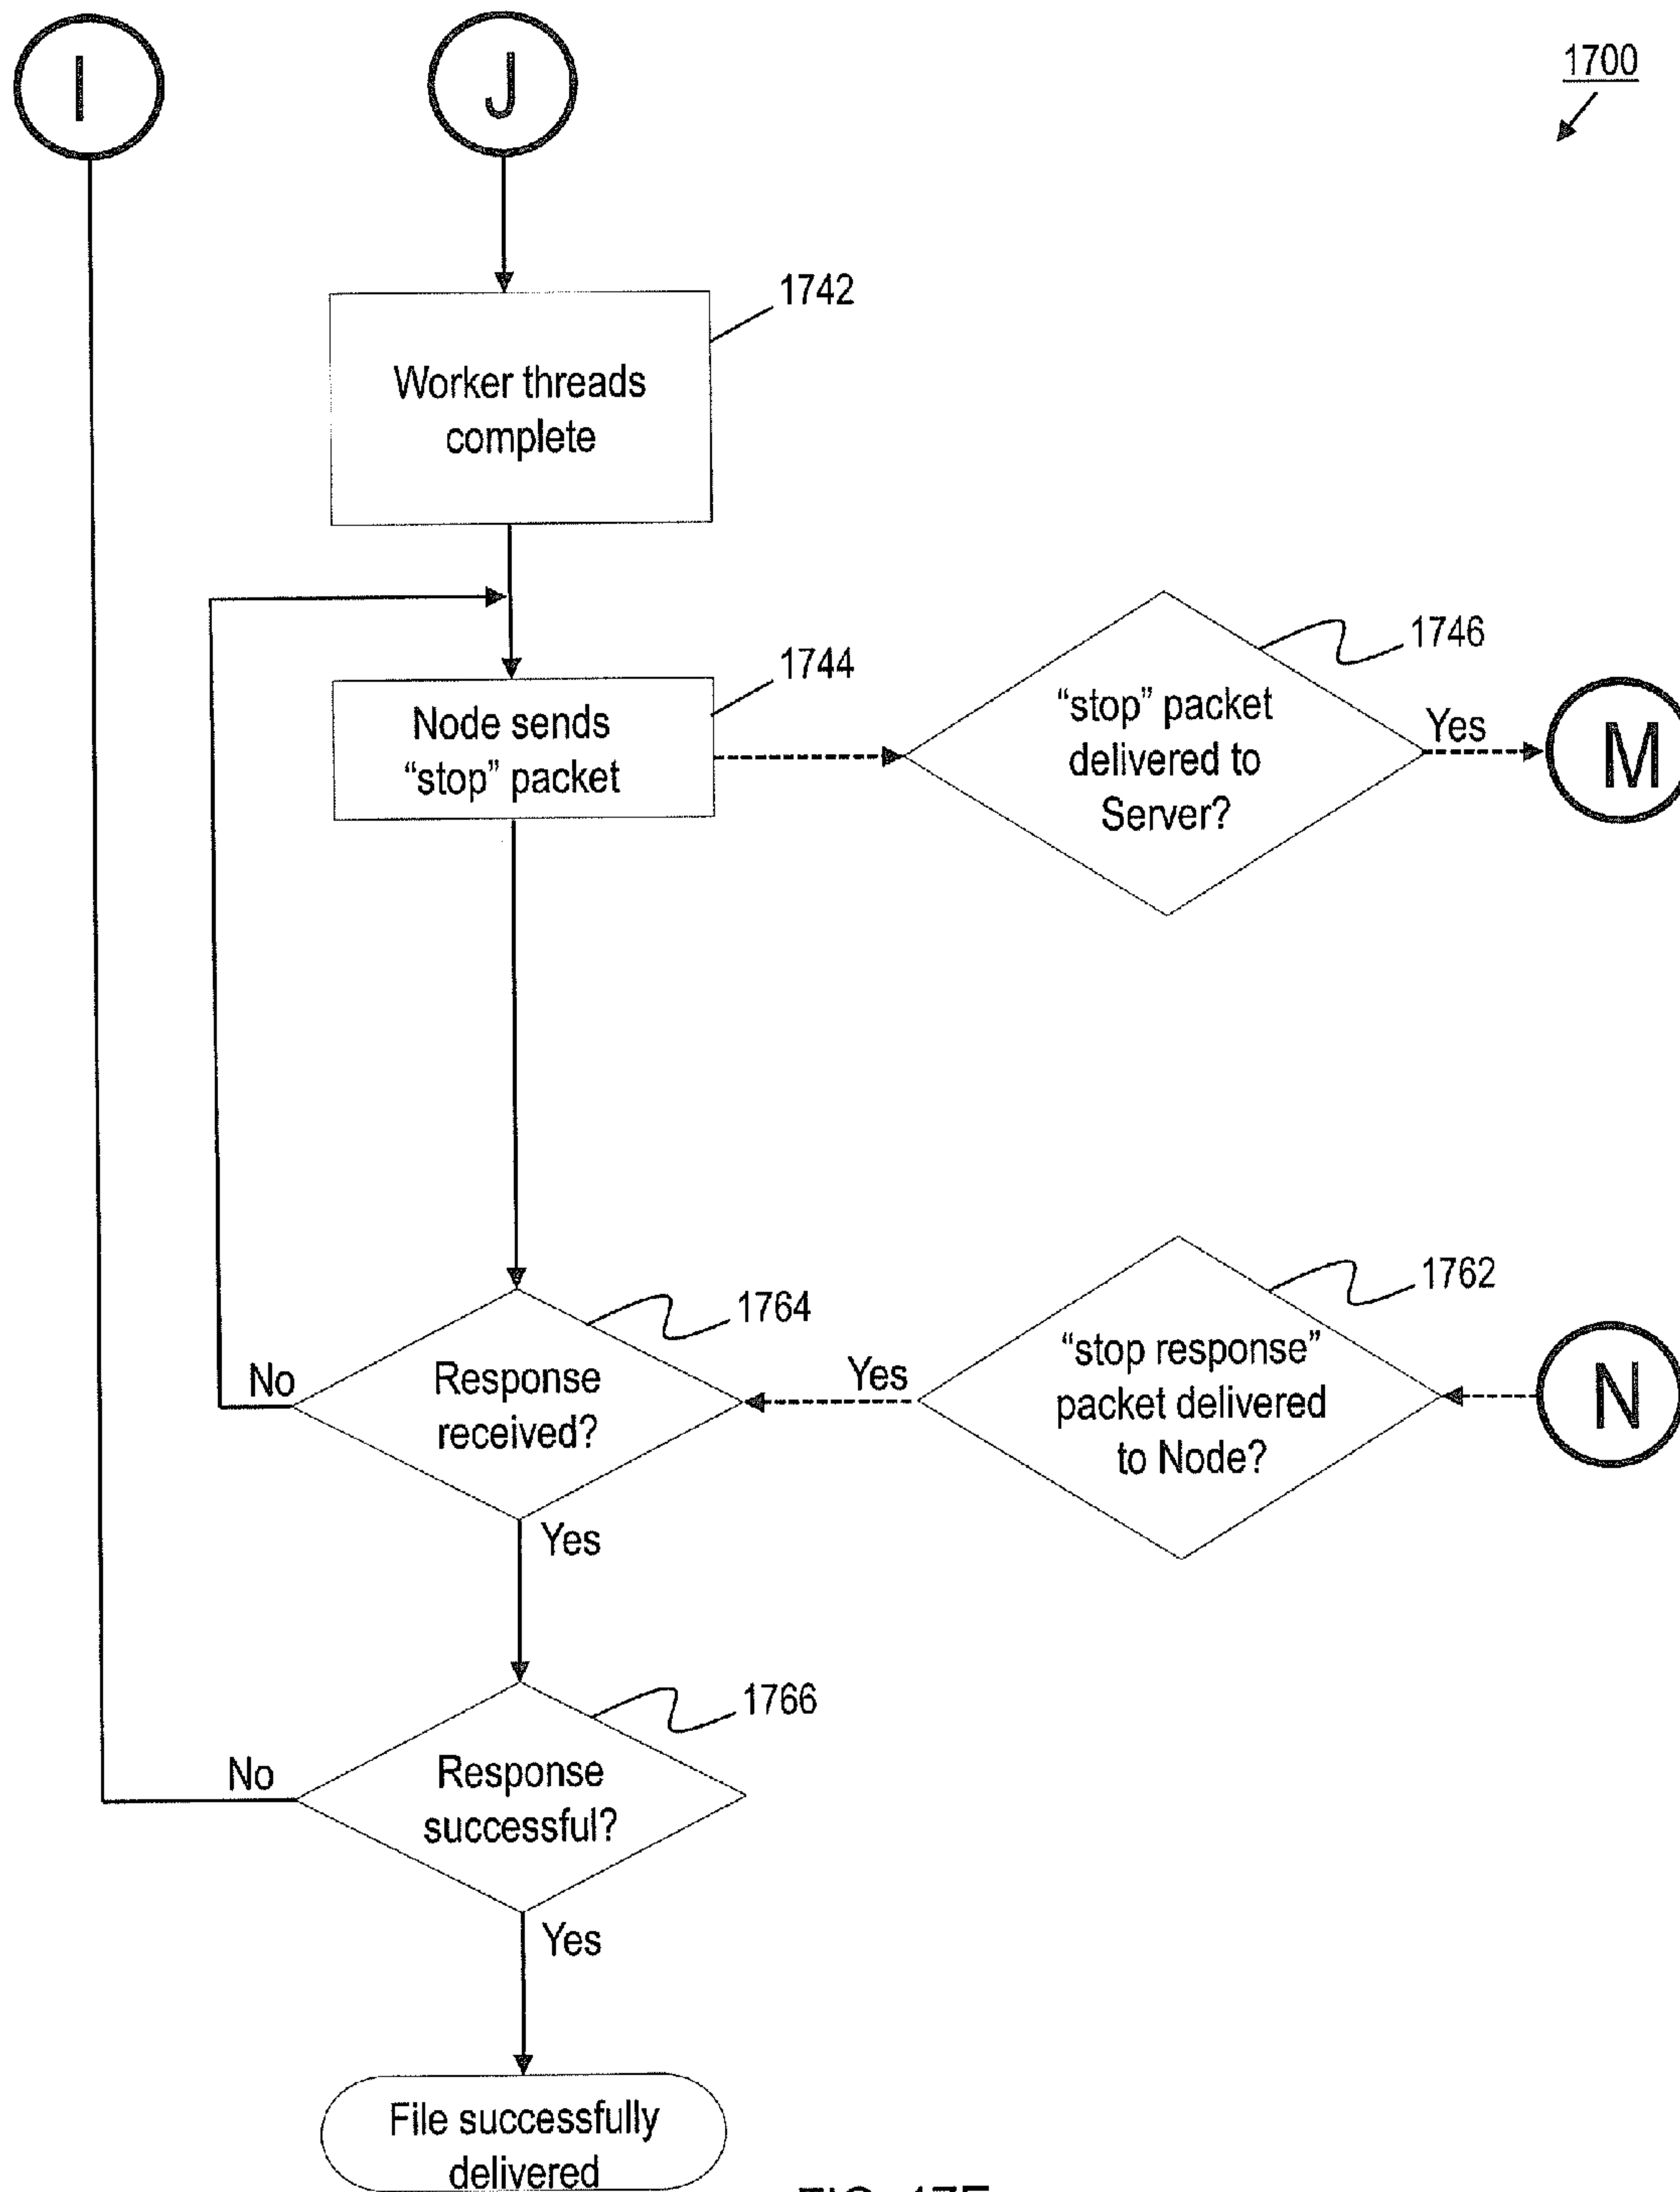 I
J
1700
1742
Worker threads
complete
1746
1744
"stop" packet
delivered to
Server?
Yes
M
Node sends
"stop" packet
1762
1764
"stop response"
packet delivered
to Node?
N
Yes
No
Response
received?
Yes
1766
No
Response
successful?
Yes
File successfully
delivered